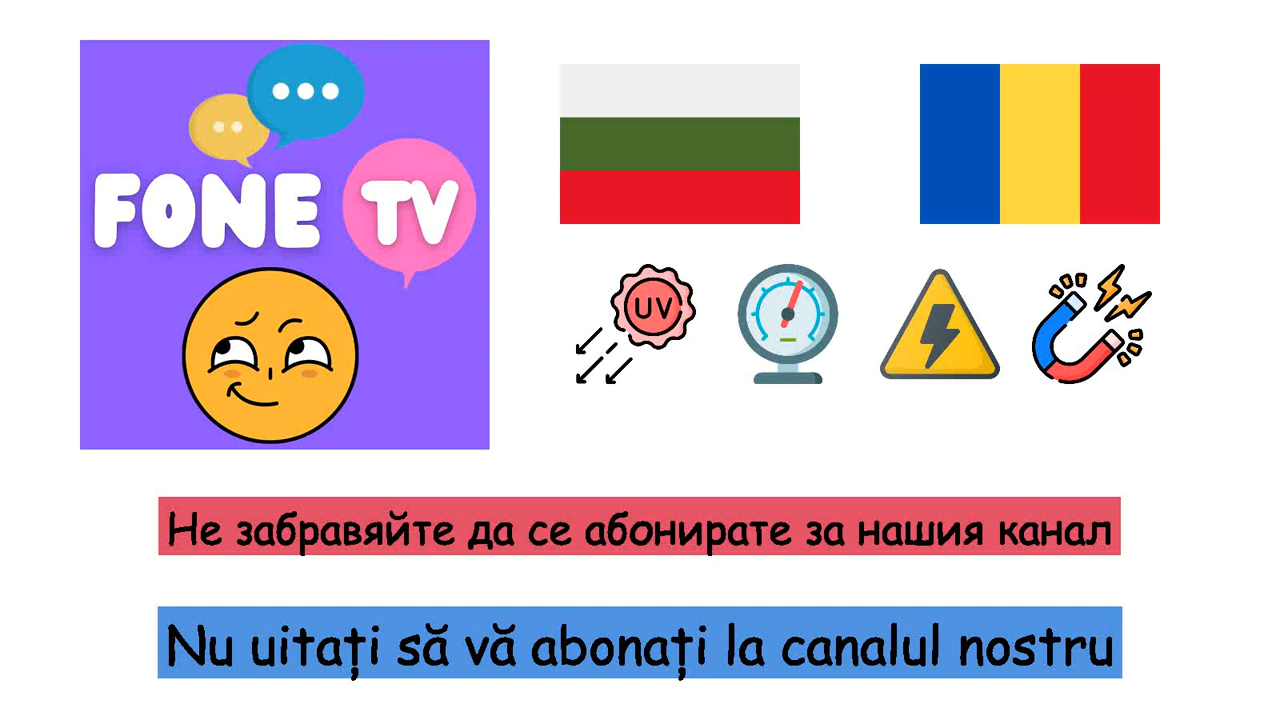 FONE TV
UV
Не забравяйте да се абонирате за нашия канал
Nu uitați să vă abonați la canalul nostru